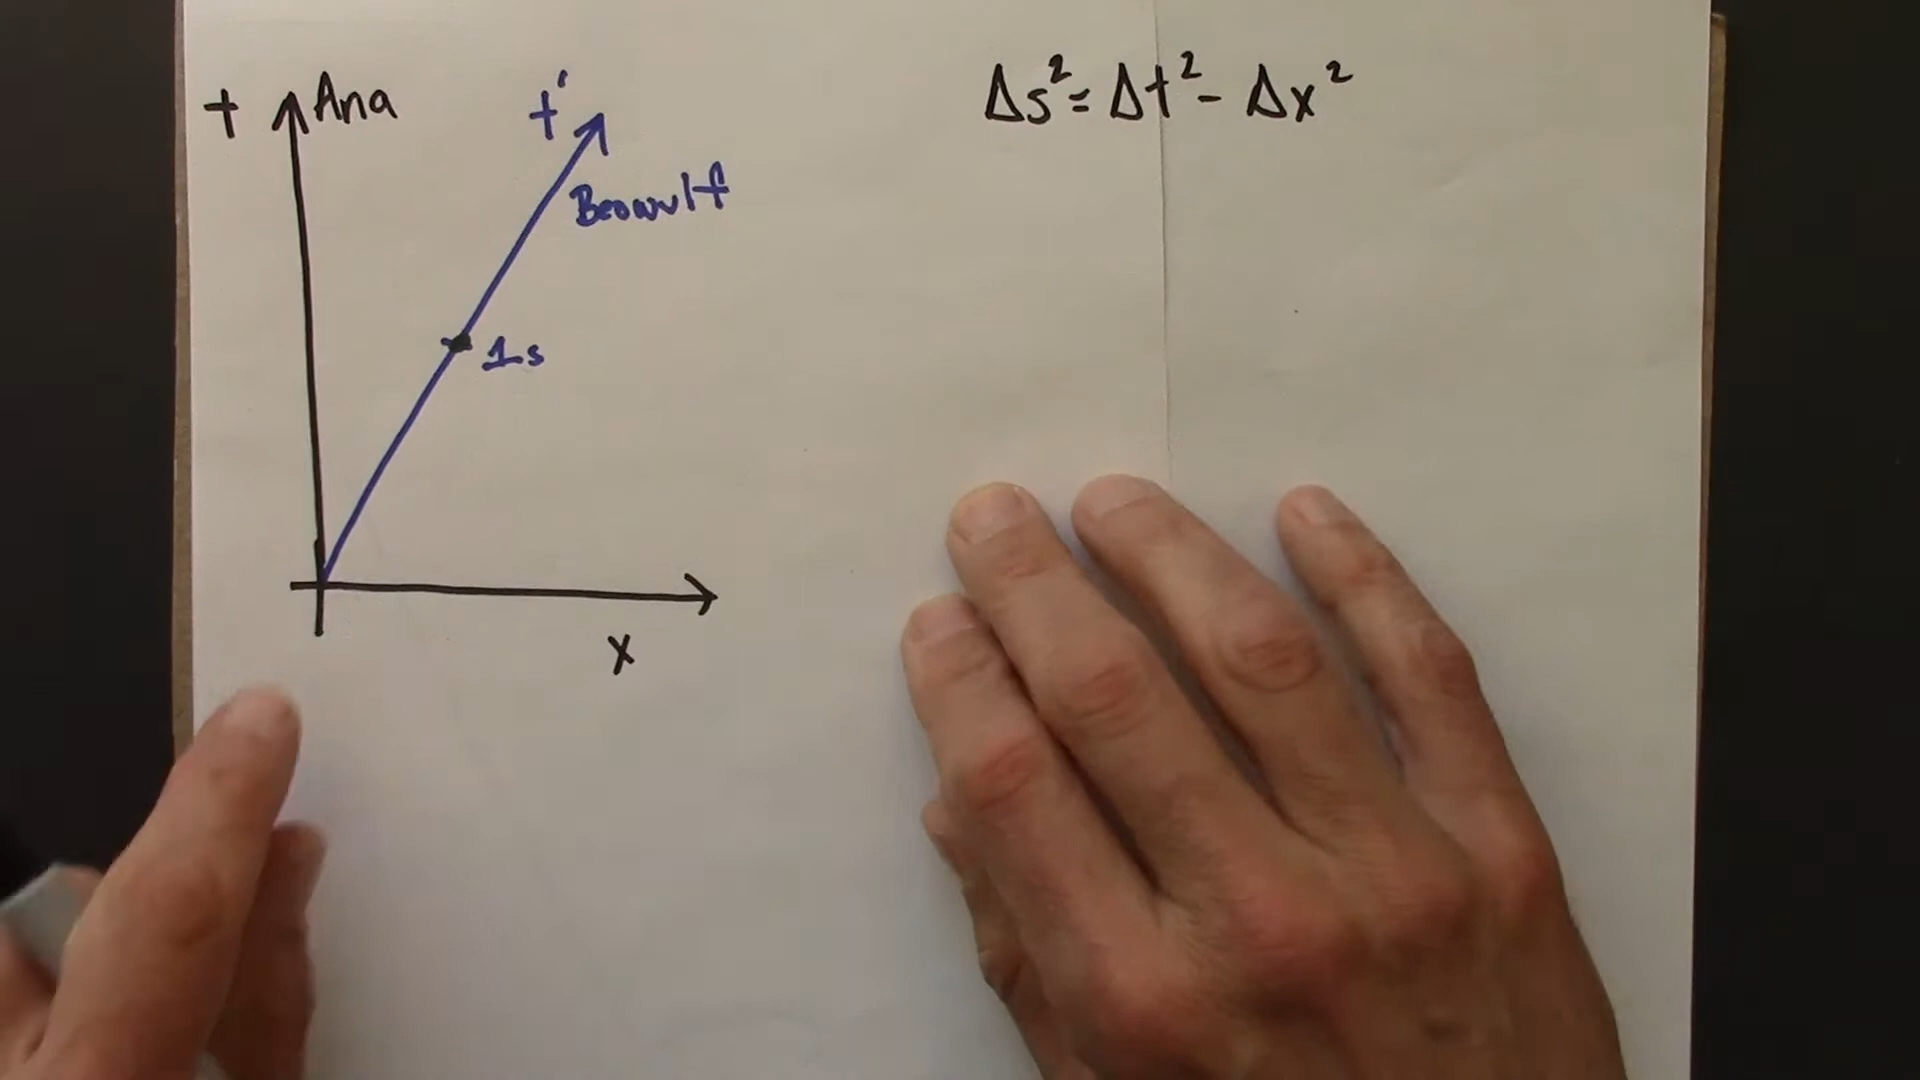 t Ana
t'
Beowulf
1s
x
Δs²=Δt²-Δx²